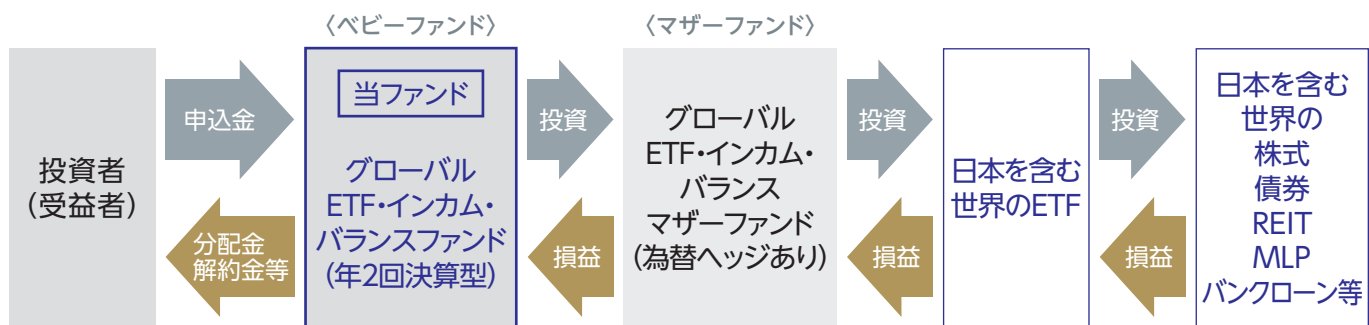 〈ベビーファンド〉
〈マザーファンド〉
投資者
(受益者)
申込金
分配金
解約金等
当ファンド
グローバル
ETF・インカム・
バランスファンド
(年2回決算型)
投資
損益
グローバル
ETF・インカム・
バランス
マザーファンド
(為替ヘッジあり)
投資
損益
日本を含む
世界のETF
投資
損益
日本を含む
世界の
株式
債券
REIT
MLP
バンクローン等